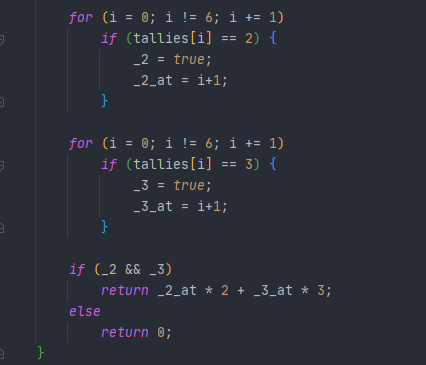 for (i = 0; i != 6; i += 1)
if (tallies[i] == 2) {
_2 = true;
_2_at = i+1;
}
for (i = 0; i != 6; i += 1)
if (tallies[i] == 3) {
_3 = true;
_3_at = i+1;
}
if (_2 && _3)
return _2_at * 2 + _3_at * 3;
else
return 0;
}